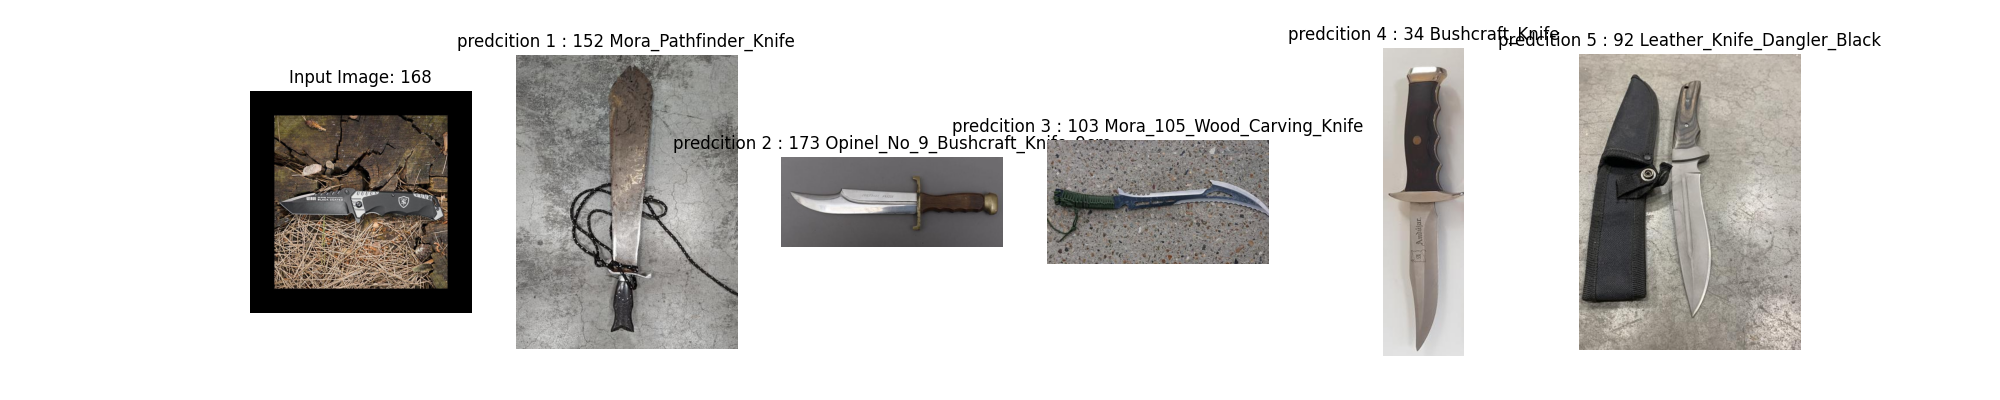 predcition 4 : 34 Bushcraft_Knife
predcition 1 : 152 Mora_Pathfinder_Knife
predcition 5 : 92 Leather_Knife_Dangler_Black
Input Image: 168
predcition 3 : 103 Mora_105_Wood_Carving_Knife
predcition 2 : 173 Opinel_No_9_Bushcraft_Knife_9cm